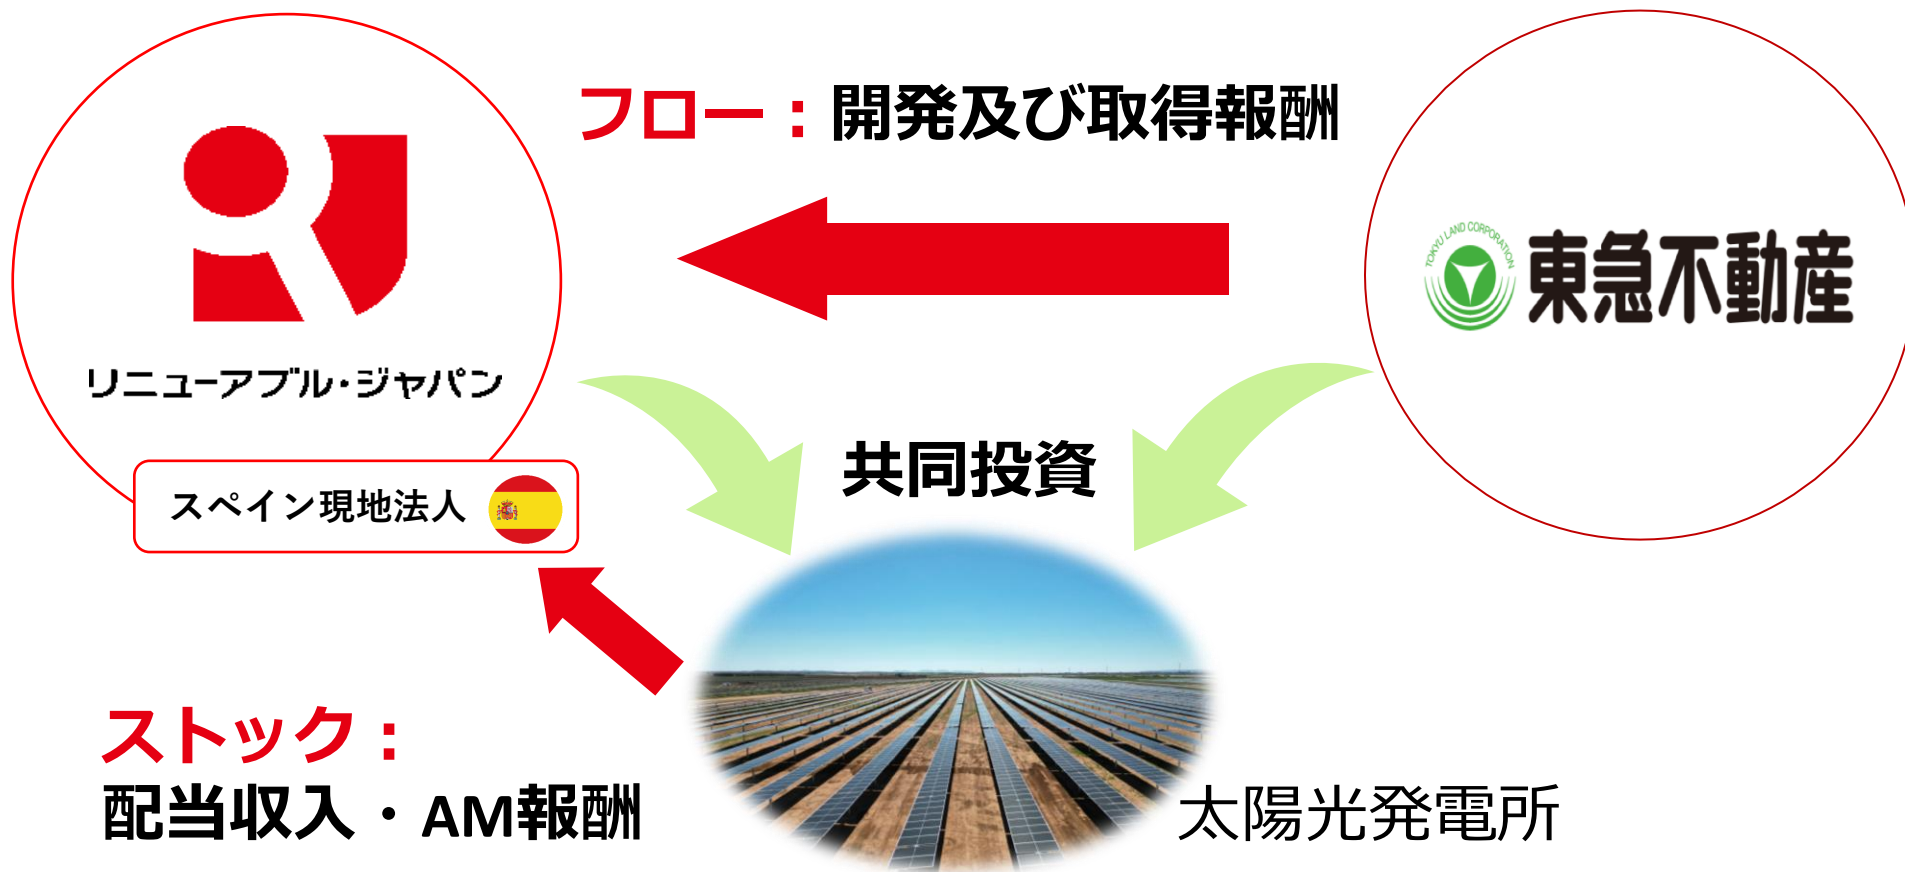 フロー：開発及び取得報酬
TOKYU LAND CORPORATION
東急不動産
リニューアブル・ジャパン
共同投資
スペイン現地法人
ストック：
配当収入・AM報酬
太陽光発電所